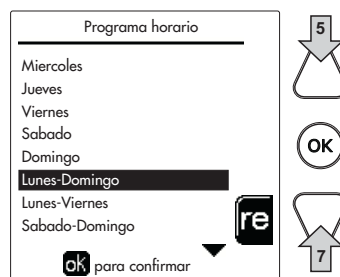 Programa horario
Miercoles
Jueves
Viernes
Sabado
Domingo
Lunes-Domingo
Lunes-Viernes
Sabado-Domingo
re
ok para confirmar
5
OK
7